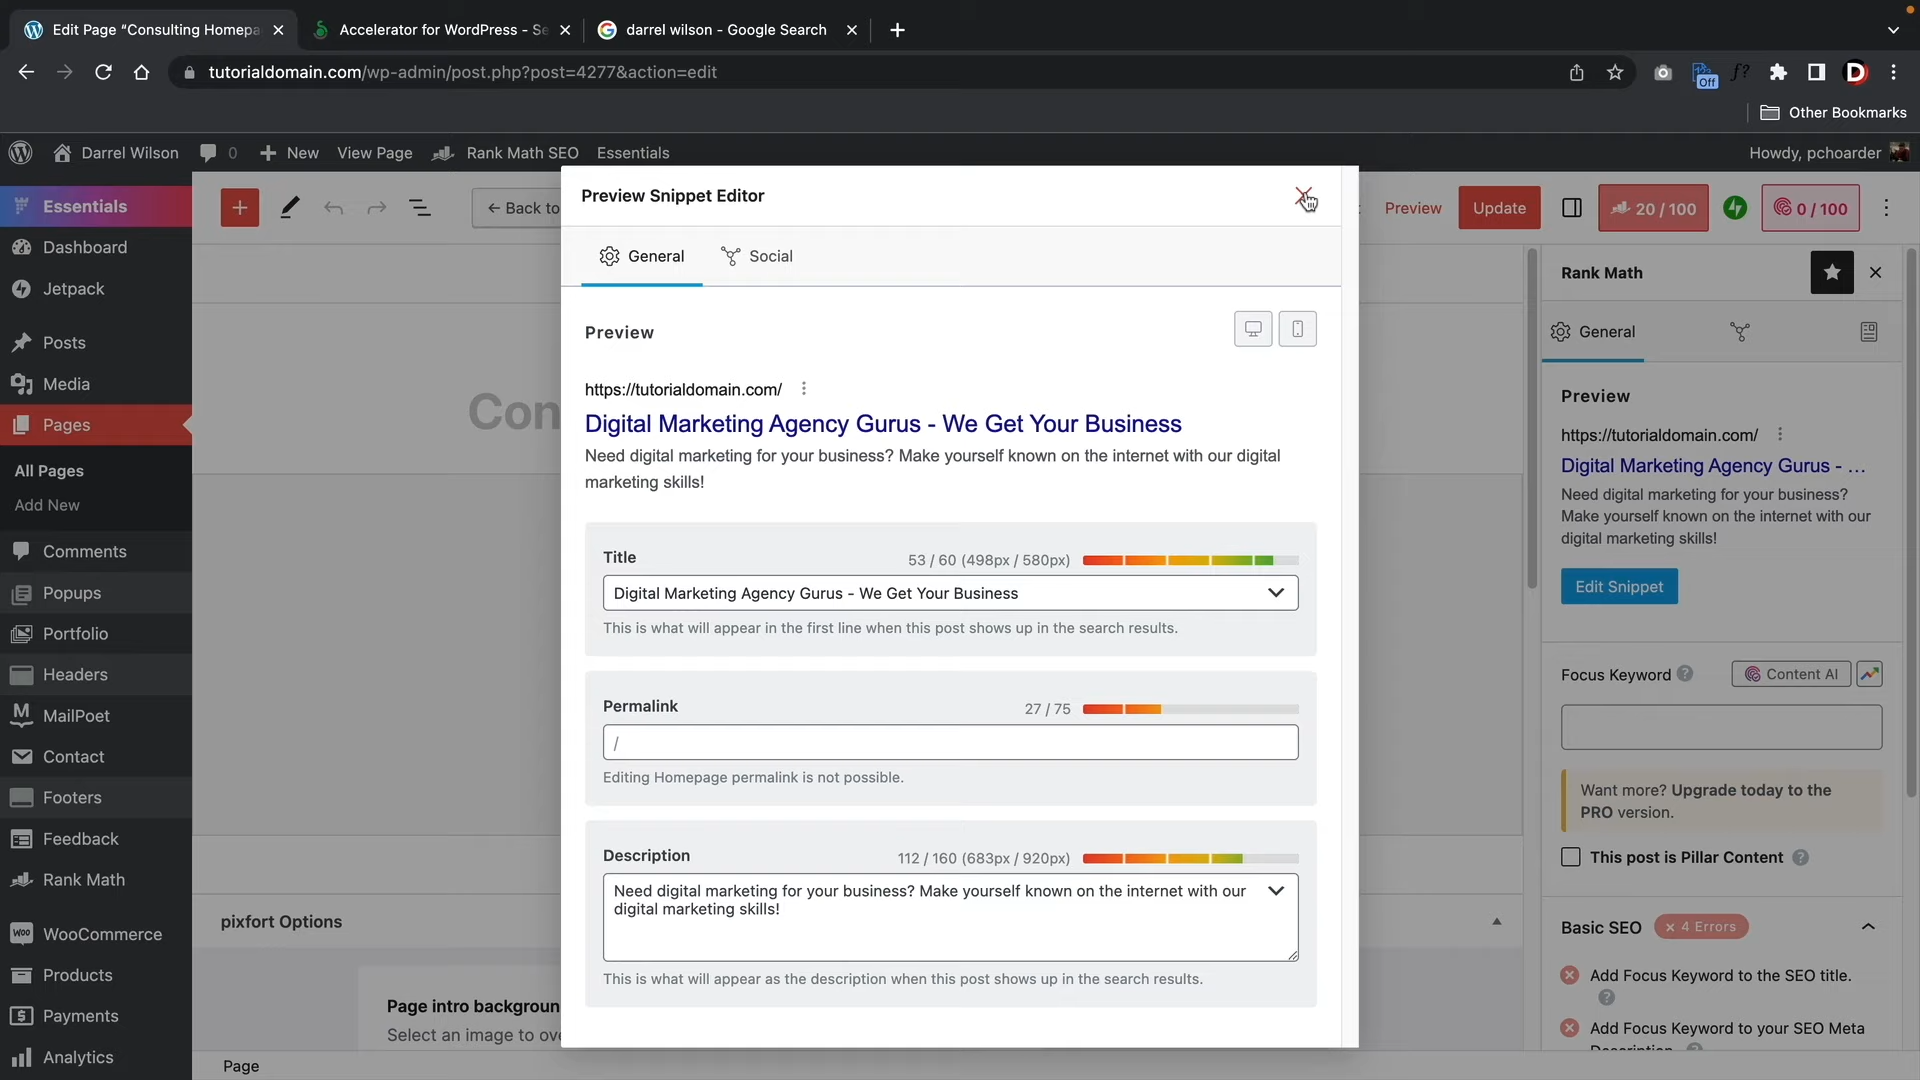 Edit Page “Consulting Homepa
Accelerator for WordPress - Se
darrel wilson - Google Search
tutorialdomain.com/wp-admin/post.php?post=4277&action=edit
f?
Off
D
Other Bookmarks
Darrel Wilson
0
New
View Page
Rank Math SEO
Essentials
Howdy, pchoarder
Essentials
Dashboard
Jetpack
Posts
Media
Pages
All Pages
Add New
Comments
Popups
Portfolio
Headers
MailPoet
Contact
Footers
Feedback
Rank Math
WooCommerce
Products
Payments
Analytics
← Back to
Preview
Update
20 / 100
0 / 100
Con
pixfort Options
Page intro backgroun
Select an image to ove
Page
Preview Snippet Editor
General
Social
Preview
https://tutorialdomain.com/
Digital Marketing Agency Gurus - We Get Your Business
Need digital marketing for your business? Make yourself known on the internet with our digital
marketing skills!
Title
53 / 60 (498px / 580px)
Digital Marketing Agency Gurus - We Get Your Business
This is what will appear in the first line when this post shows up in the search results.
Permalink
27 / 75
/
Editing Homepage permalink is not possible.
Description
112 / 160 (683px / 920px)
Need digital marketing for your business? Make yourself known on the internet with our
digital marketing skills!
This is what will appear as the description when this post shows up in the search results.
Rank Math
General
Preview
https://tutorialdomain.com/
Digital Marketing Agency Gurus - ...
Need digital marketing for your business?
Make yourself known on the internet with our
digital marketing skills!
Edit Snippet
Focus Keyword
Content AI
Want more? Upgrade today to the
PRO version.
This post is Pillar Content
Basic SEO
× 4 Errors
Add Focus Keyword to the SEO title.
Add Focus Keyword to your SEO Meta
Description.